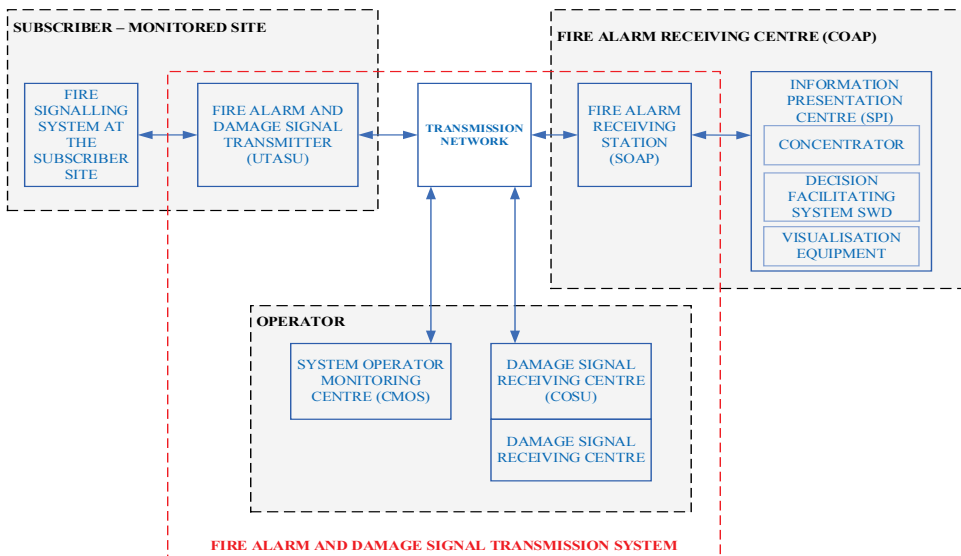 SUBSCRIBER – MONITORED SITE
FIRE
SIGNALLING
SYSTEM AT
THE
SUBSCRIBER
SITE
FIRE ALARM AND
DAMAGE SIGNAL
TRANSMITTER
(UTASU)
TRANSMISSION
NETWORK
FIRE ALARM RECEIVING CENTRE (COAP)
FIRE ALARM
RECEIVING
STATION
(SOAP)
INFORMATION
PRESENTATION
CENTRE (SPI)
CONCENTRATOR
DECISION
FACILITATING
SYSTEM SWD
VISUALISATION
EQUIPMENT
OPERATOR
SYSTEM OPERATOR
MONITORING
CENTRE (CMOS)
DAMAGE SIGNAL
RECEIVING CENTRE
(COSU)
DAMAGE SIGNAL
RECEIVING CENTRE
FIRE ALARM AND DAMAGE SIGNAL TRANSMISSION SYSTEM